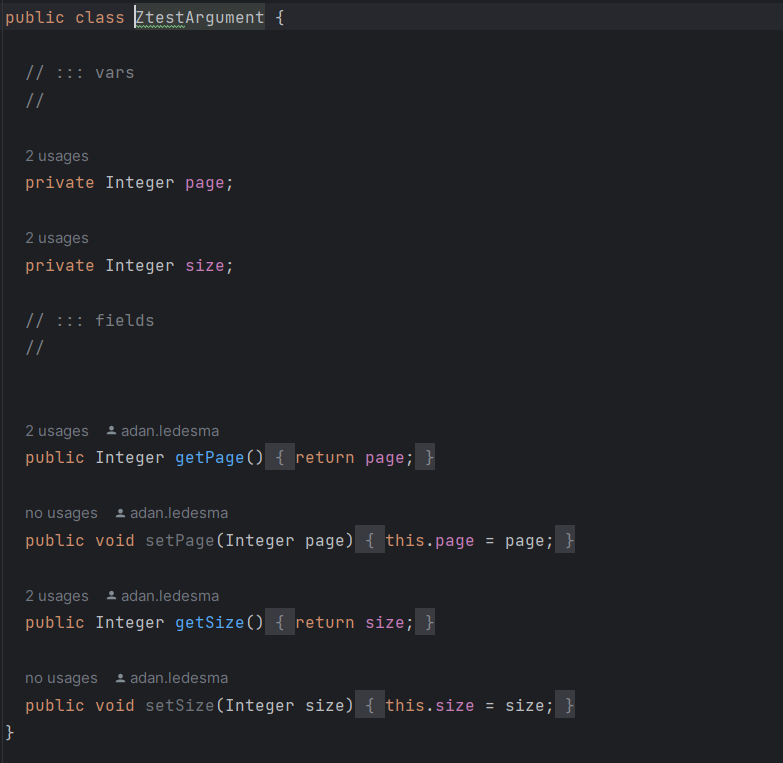 public class ZtestArgument {
// ::: vars
//
2 usages
private Integer page;
2 usages
private Integer size;
// ::: fields
//
2 usages adan.ledesma
public Integer getPage() { return page; }
no usages adan.ledesma
public void setPage(Integer page) { this.page = page; }
2 usages adan.ledesma
public Integer getSize() { return size; }
no usages adan.ledesma
public void setSize(Integer size) { this.size = size; }
}